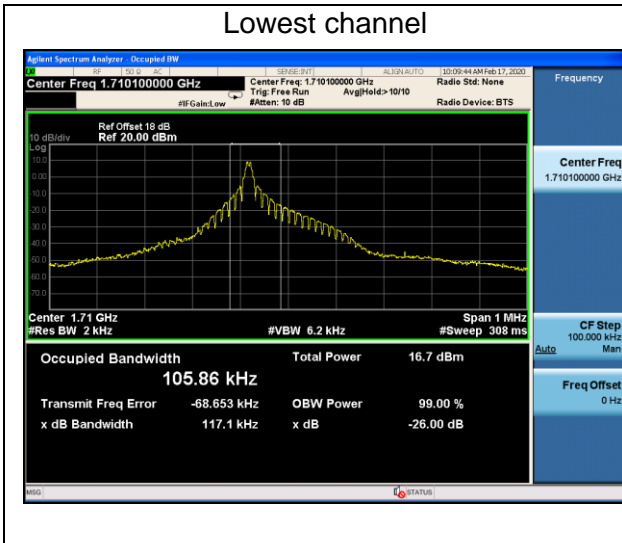 Lowest channel
Agilent Spectrum Analyzer - Occupied BW
RF 50 Ω AC SENSE:INT ALIGN AUTO 10:09:44 AM Feb 17, 2020
Center Freq 1.710100000 GHz Center Freq: 1.710100000 GHz Radio Std: None
Trig: Free Run Avg|Hold:> 10/10
#IFGain:Low #Atten: 10 dB Radio Device: BTS
Frequency
Ref Offset 18 dB
10 dB/div Ref 20.00 dBm
Log
10.0
0.00
-10.0
-20.0
-30.0
-40.0
-50.0
-60.0
-70.0
Center Freq
1.710100000 GHz
Center 1.71 GHz Span 1 MHz
#Res BW 2 kHz #VBW 6.2 kHz #Sweep 308 ms
CF Step
100.000 kHz
Auto Man
Occupied Bandwidth Total Power 16.7 dBm
105.86 kHz
Freq Offset
0 Hz
Transmit Freq Error -68.653 kHz OBW Power 99.00 %
x dB Bandwidth 117.1 kHz x dB -26.00 dB
MSG STATUS